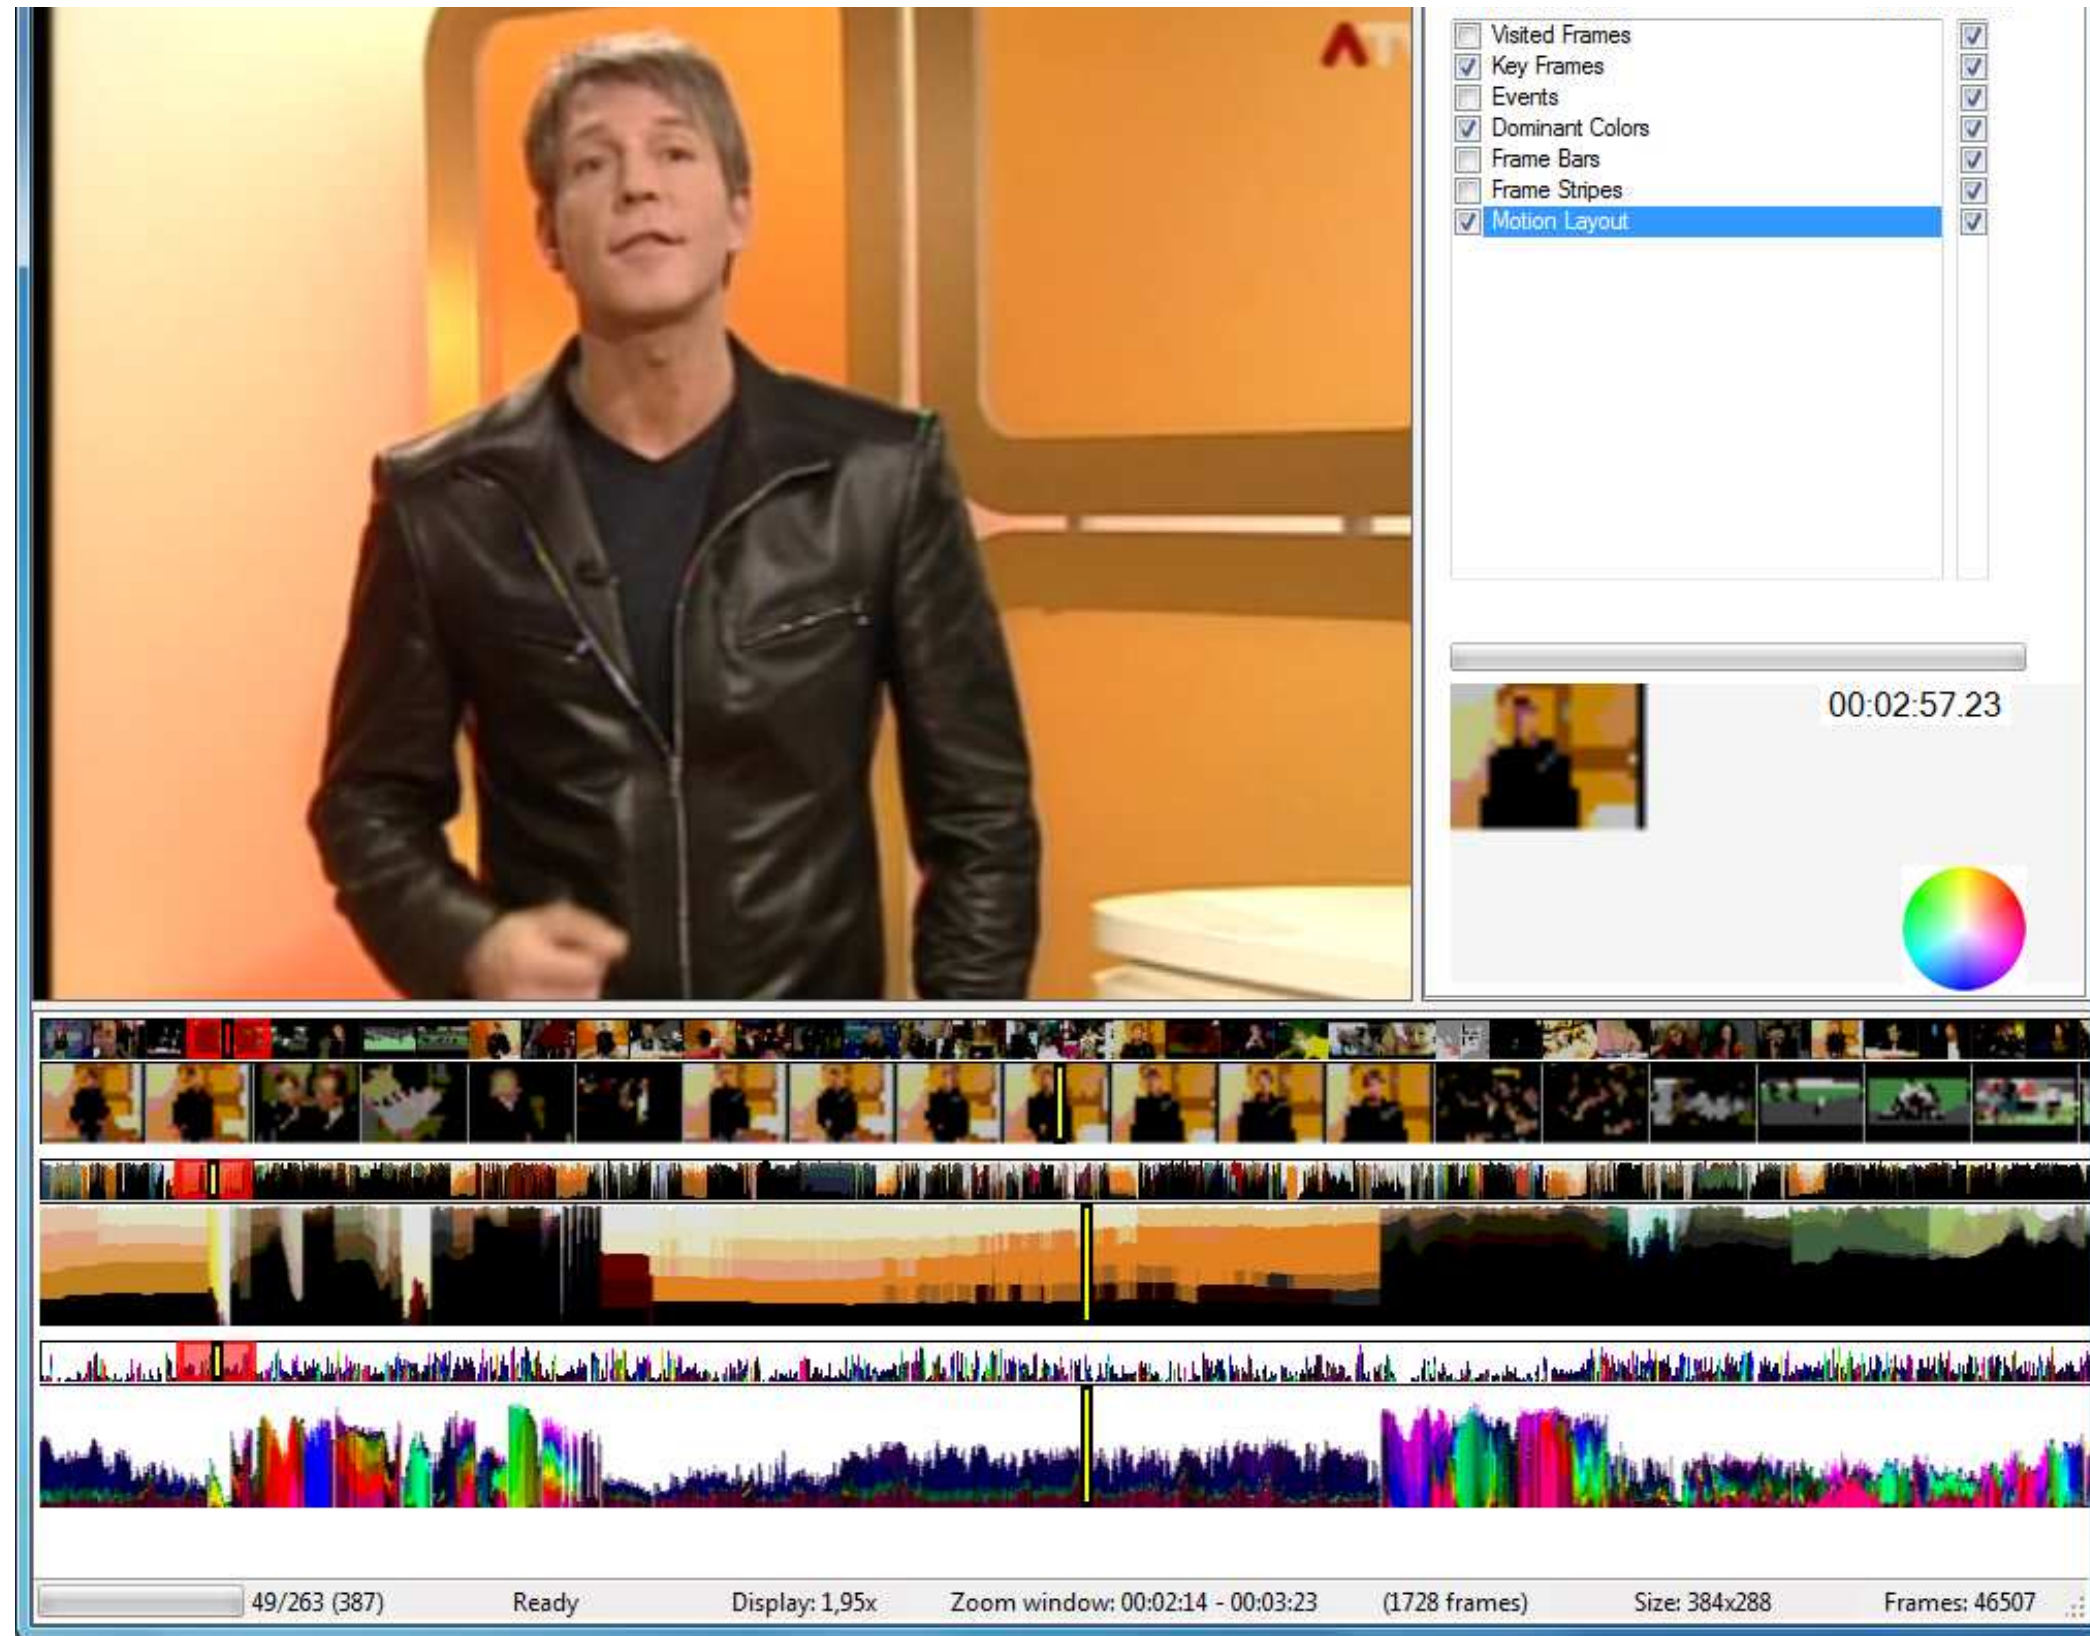 ATV
Visited Frames
Key Frames
Events
Dominant Colors
Frame Bars
Frame Stripes
Motion Layout
00:02:57.23
49/263 (387) Ready Display: 1,95x Zoom window: 00:02:14 - 00:03:23 (1728 frames) Size: 384x288 Frames: 46507